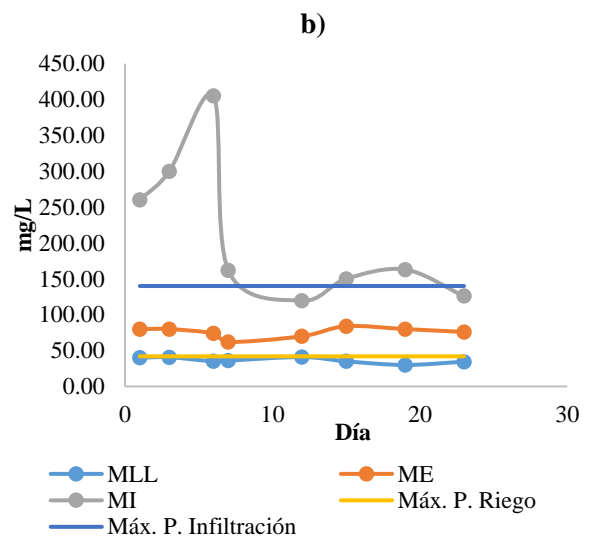 b)
450.00
400.00
350.00
300.00
250.00
200.00
150.00
100.00
50.00
0.00
mg/L
0 10 20 30
Día
MLL ME
MI Máx. P. Riego
Máx. P. Infiltración